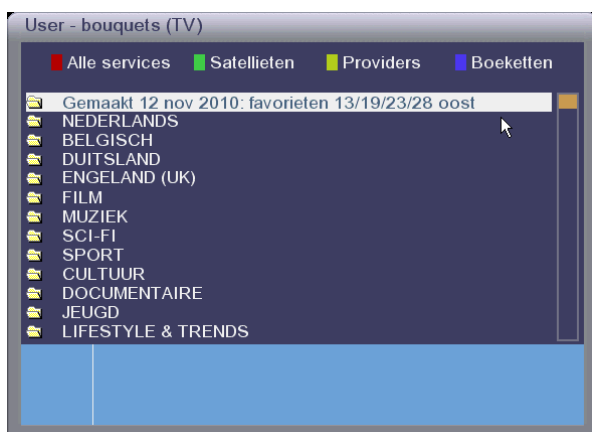 User - bouquets (TV)
Alle services Satellieten Providers Boeketten
Gemaakt 12 nov 2010: favorieten 13/19/23/28 oost
NEDERLANDS
BELGISCH
DUITSLAND
ENGELAND (UK)
FILM
MUZIEK
SCI-FI
SPORT
CULTUUR
DOCUMENTAIRE
JEUGD
LIFESTYLE & TRENDS